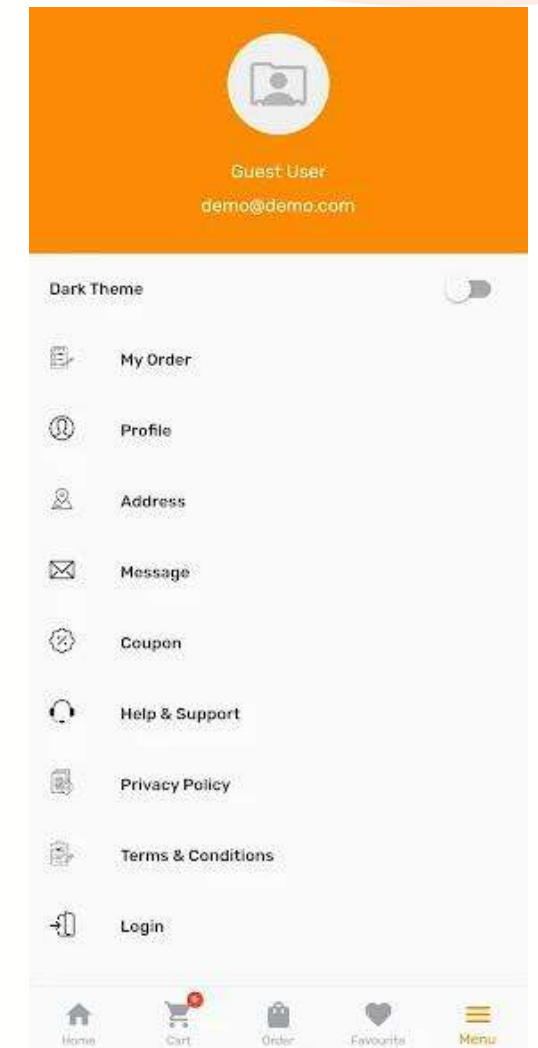 Guest User
demo@demo.com
Dark Theme
My Order
Profile
Address
Message
Coupon
Help & Support
Privacy Policy
Terms & Conditions
Login
Home
Cart
Order
Favourite
Menu